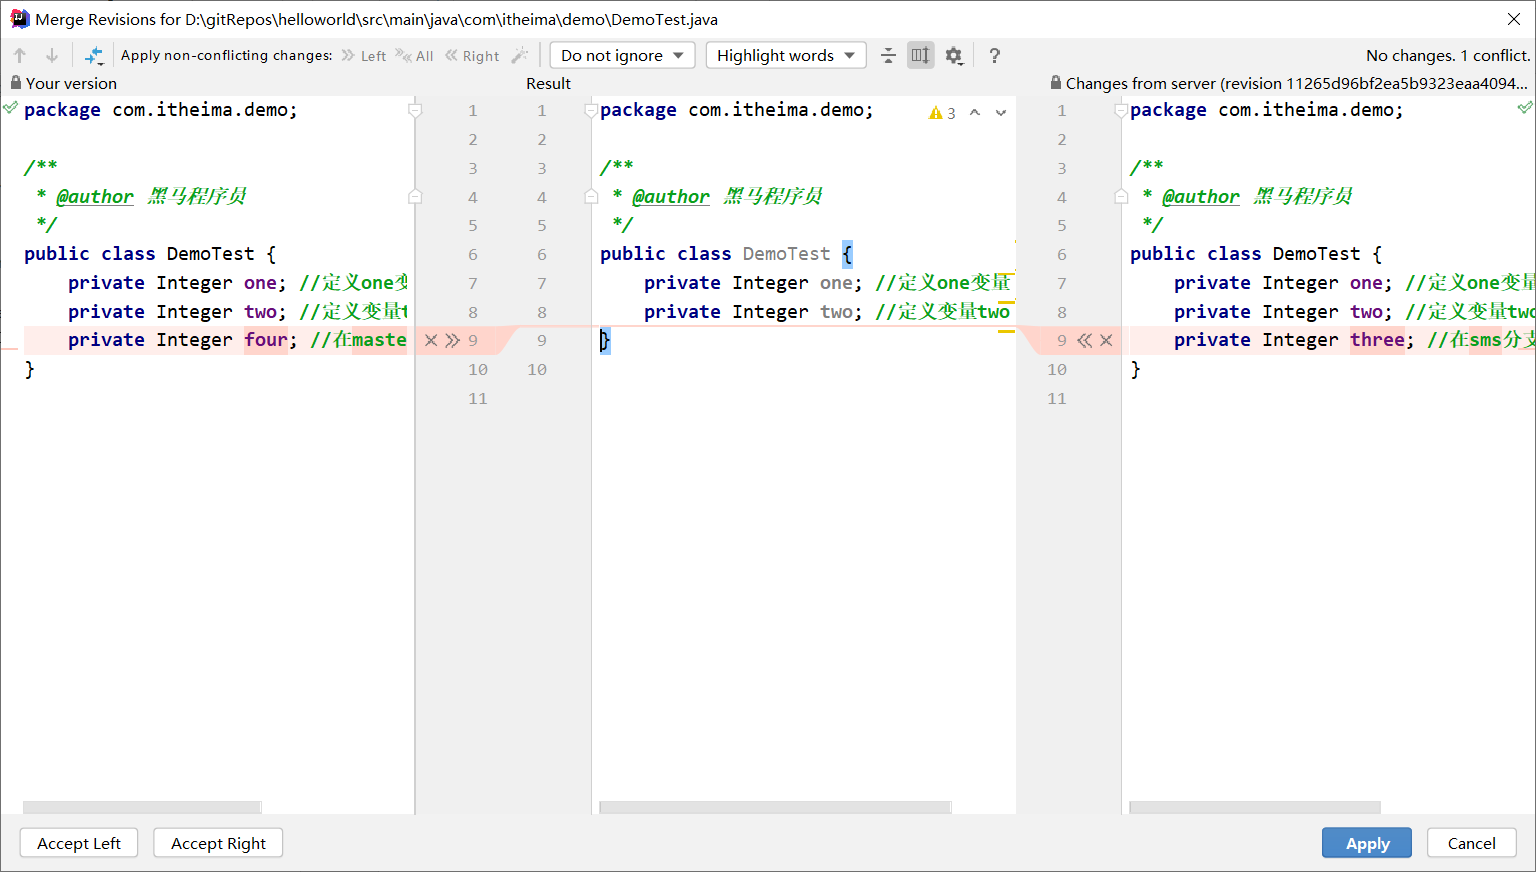 Merge Revisions for D:\gitRepos\helloworld\src\main\java\com\itheima\demo\DemoTest.java
Apply non-conflicting changes: Left All Right Do not ignore Highlight words ? No changes. 1 conflict.
Your version Result Changes from server (revision 11265d96bf2ea5b9323eaa4094...
package com.itheima.demo;
/**
* @author 黑马程序员
*/
public class DemoTest {
private Integer one; //定义one变
private Integer two; //定义变量t
private Integer four; //在maste
}
1
2
3
4
5
6
7
8
9
10
11
1
2
3
4
5
6
7
8
9
10
package com.itheima.demo;
3
/**
* @author 黑马程序员
*/
public class DemoTest {
private Integer one; //定义one变量
private Integer two; //定义变量two
}
1
2
3
4
5
6
7
8
9
10
11
package com.itheima.demo;
/**
* @author 黑马程序员
*/
public class DemoTest {
private Integer one; //定义one变量
private Integer two; //定义变量two
private Integer three; //在sms分支
}
Accept Left Accept Right Apply Cancel